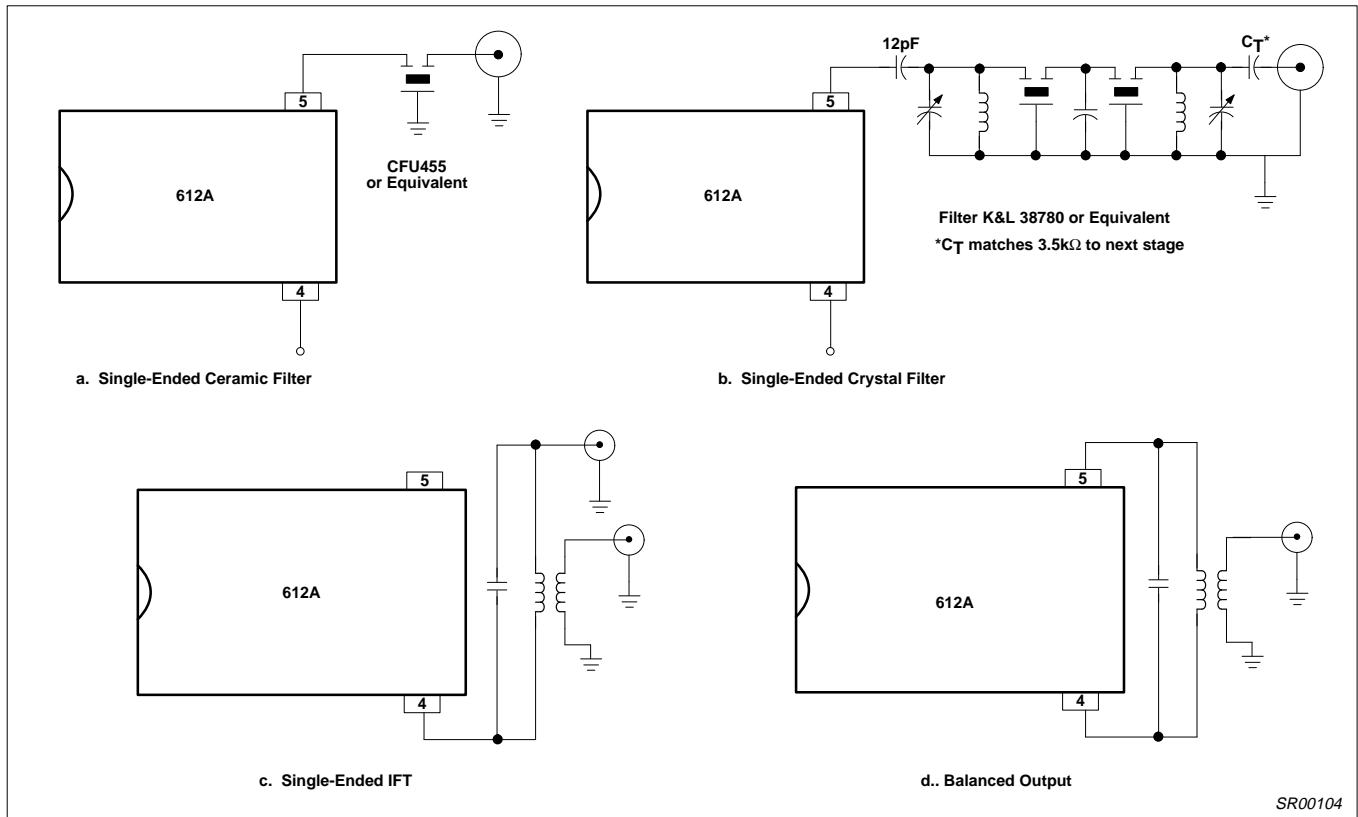 5
CFU455
or Equivalent
612A
4
a. Single-Ended Ceramic Filter
12pF
CT*
5
612A
Filter K&L 38780 or Equivalent
*CT matches 3.5kΩ to next stage
4
b. Single-Ended Crystal Filter
5
612A
4
c. Single-Ended IFT
5
612A
4
d.. Balanced Output
SR00104